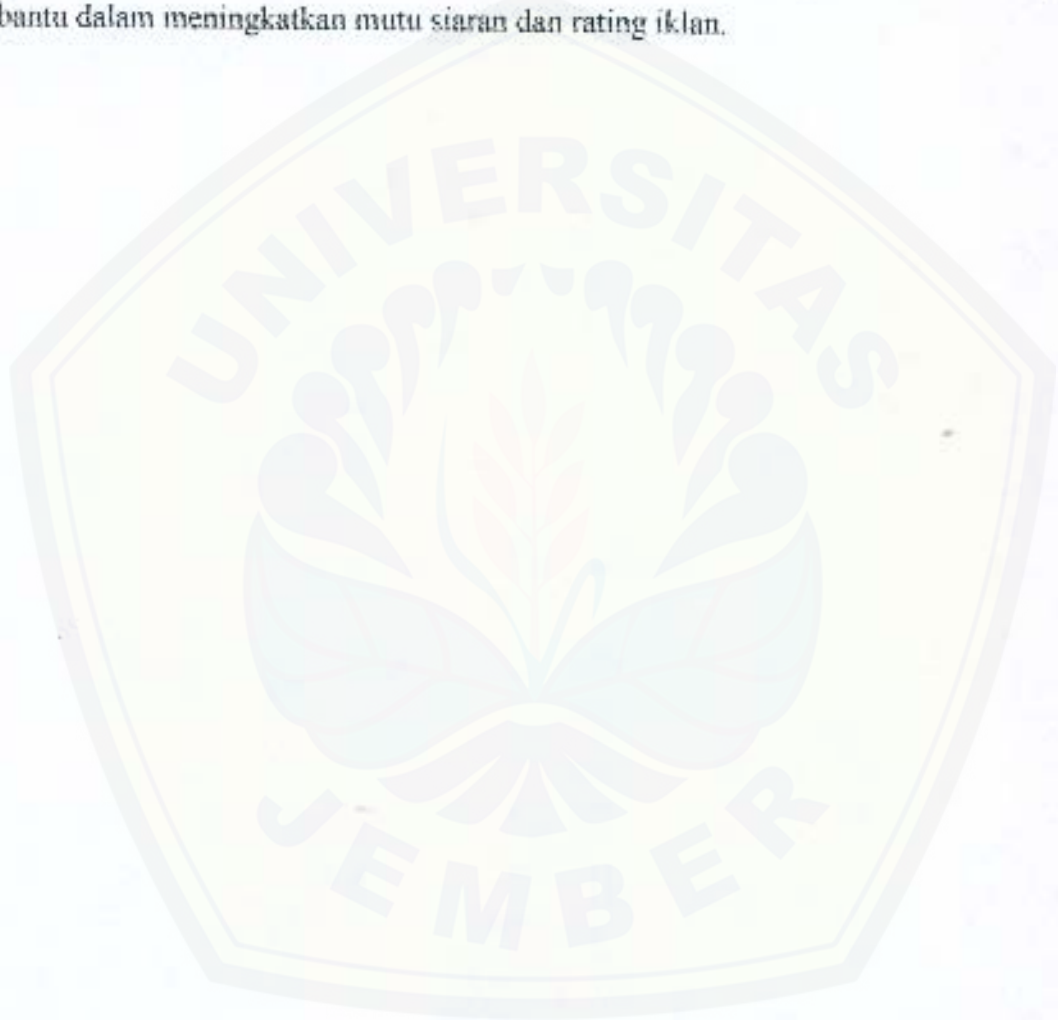 bantu dalam meningkatkan mutu siaran dan rating iklan.
UNIVERSITAS
JEMBER